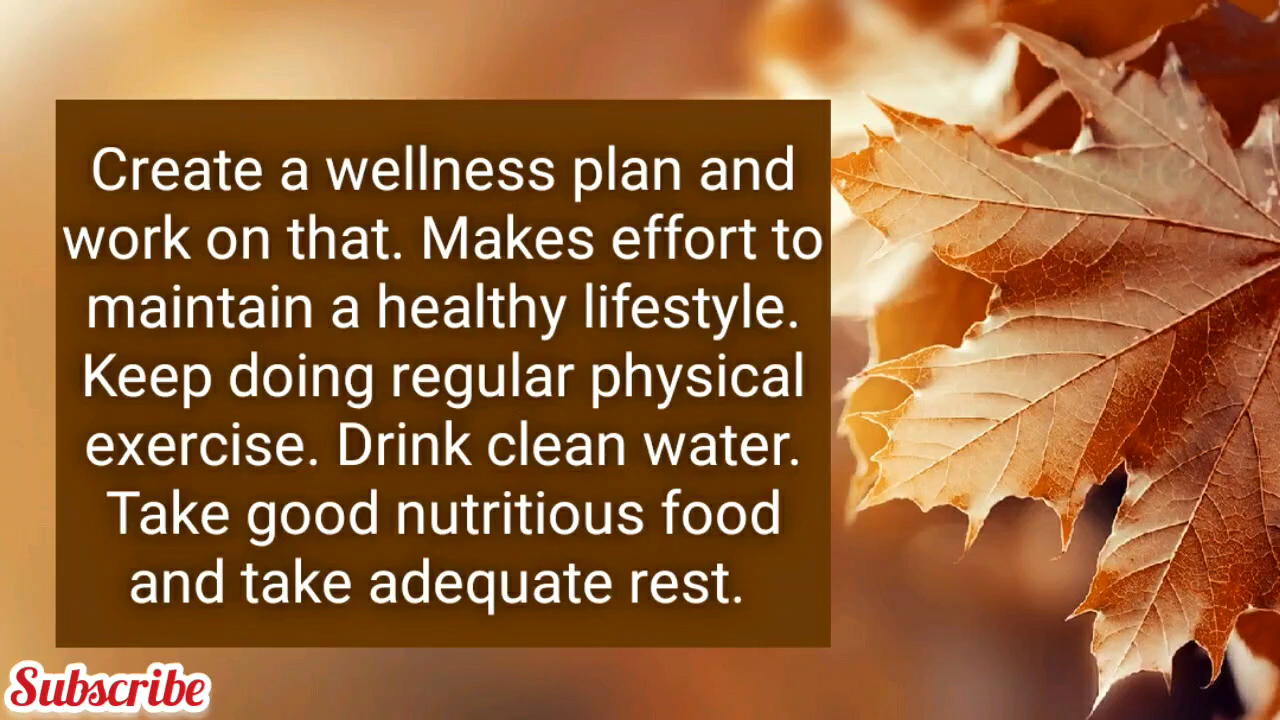 Create a wellness plan and
work on that. Makes effort to
maintain a healthy lifestyle.
Keep doing regular physical
exercise. Drink clean water.
Take good nutritious food
and take adequate rest.
Subscribe